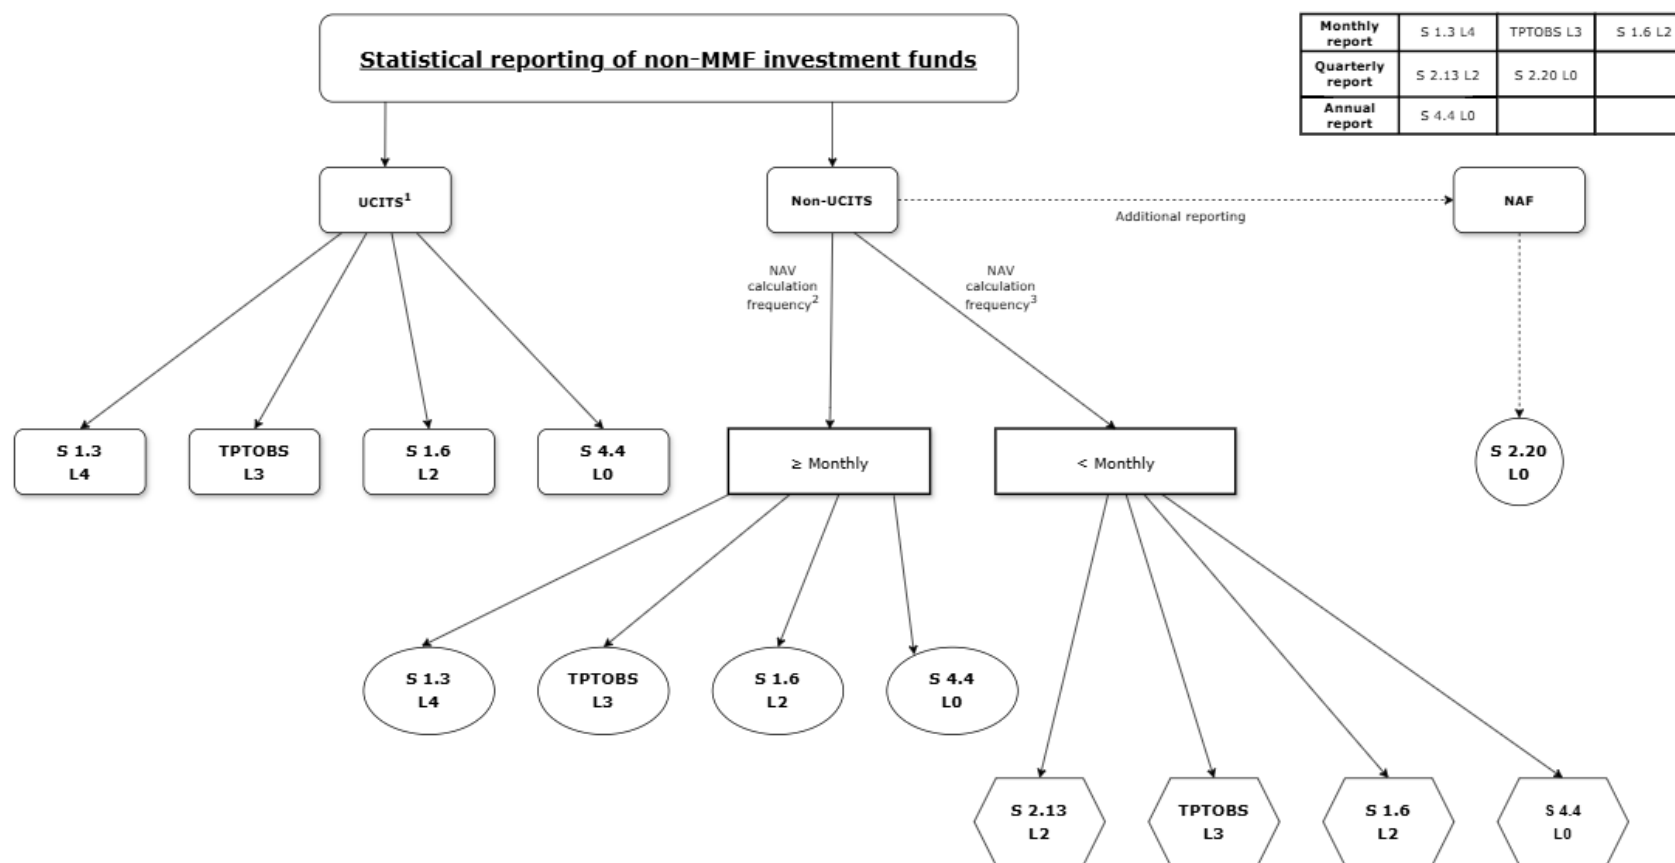 Statistical reporting of non-MMF investment funds
Monthly
report
S 1.3 L4
TPTOBS L3
S 1.6 L2
Quarterly
report
S 2.13 L2
S 2.20 L0
Annual
report
S 4.4 L0
UCITS¹
Non-UCITS
Additional reporting
NAF
NAV
calculation
frequency²
NAV
calculation
frequency³
S 1.3
L4
TPTOBS
L3
S 1.6
L2
S 4.4
L0
≥ Monthly
< Monthly
S 2.20
L0
S 1.3
L4
TPTOBS
L3
S 1.6
L2
S 4.4
L0
S 2.13
L2
TPTOBS
L3
S 1.6
L2
S 4.4
L0